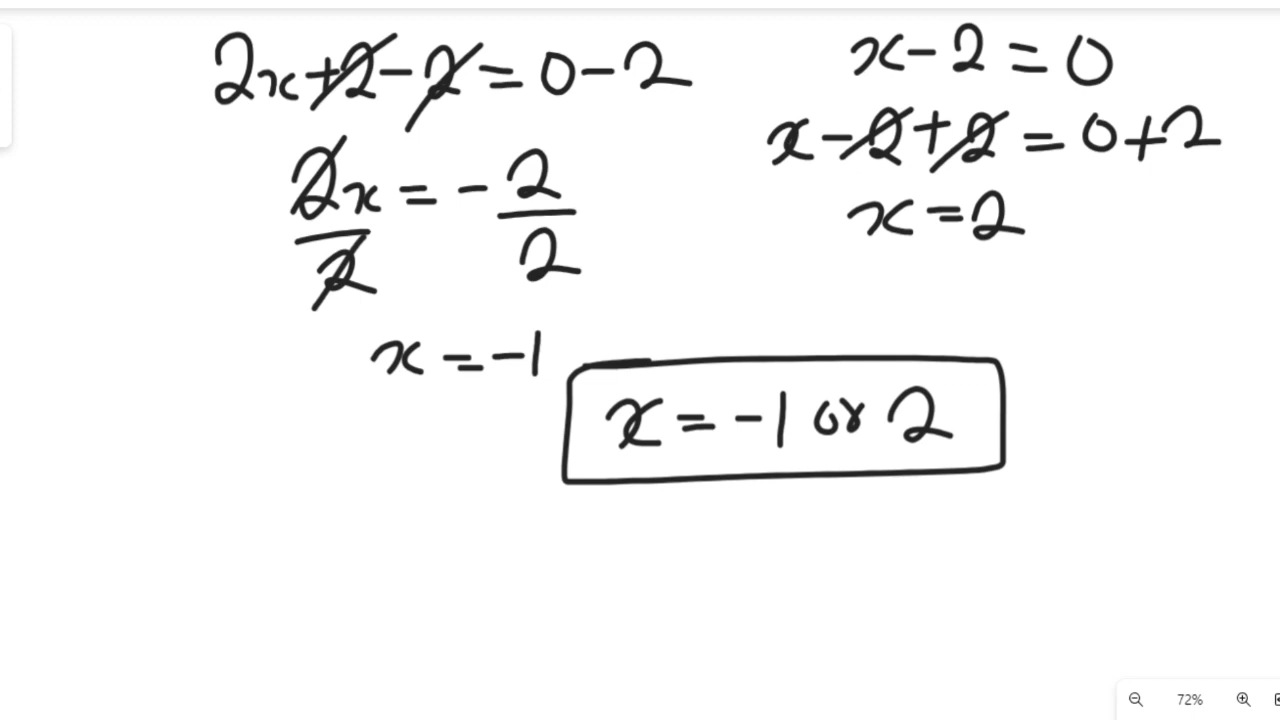 2x+2-2=0-2
2x/2=-2/2
x=-1
x-2=0
x-2+2=0+2
x=2
x=-1 or 2
72%